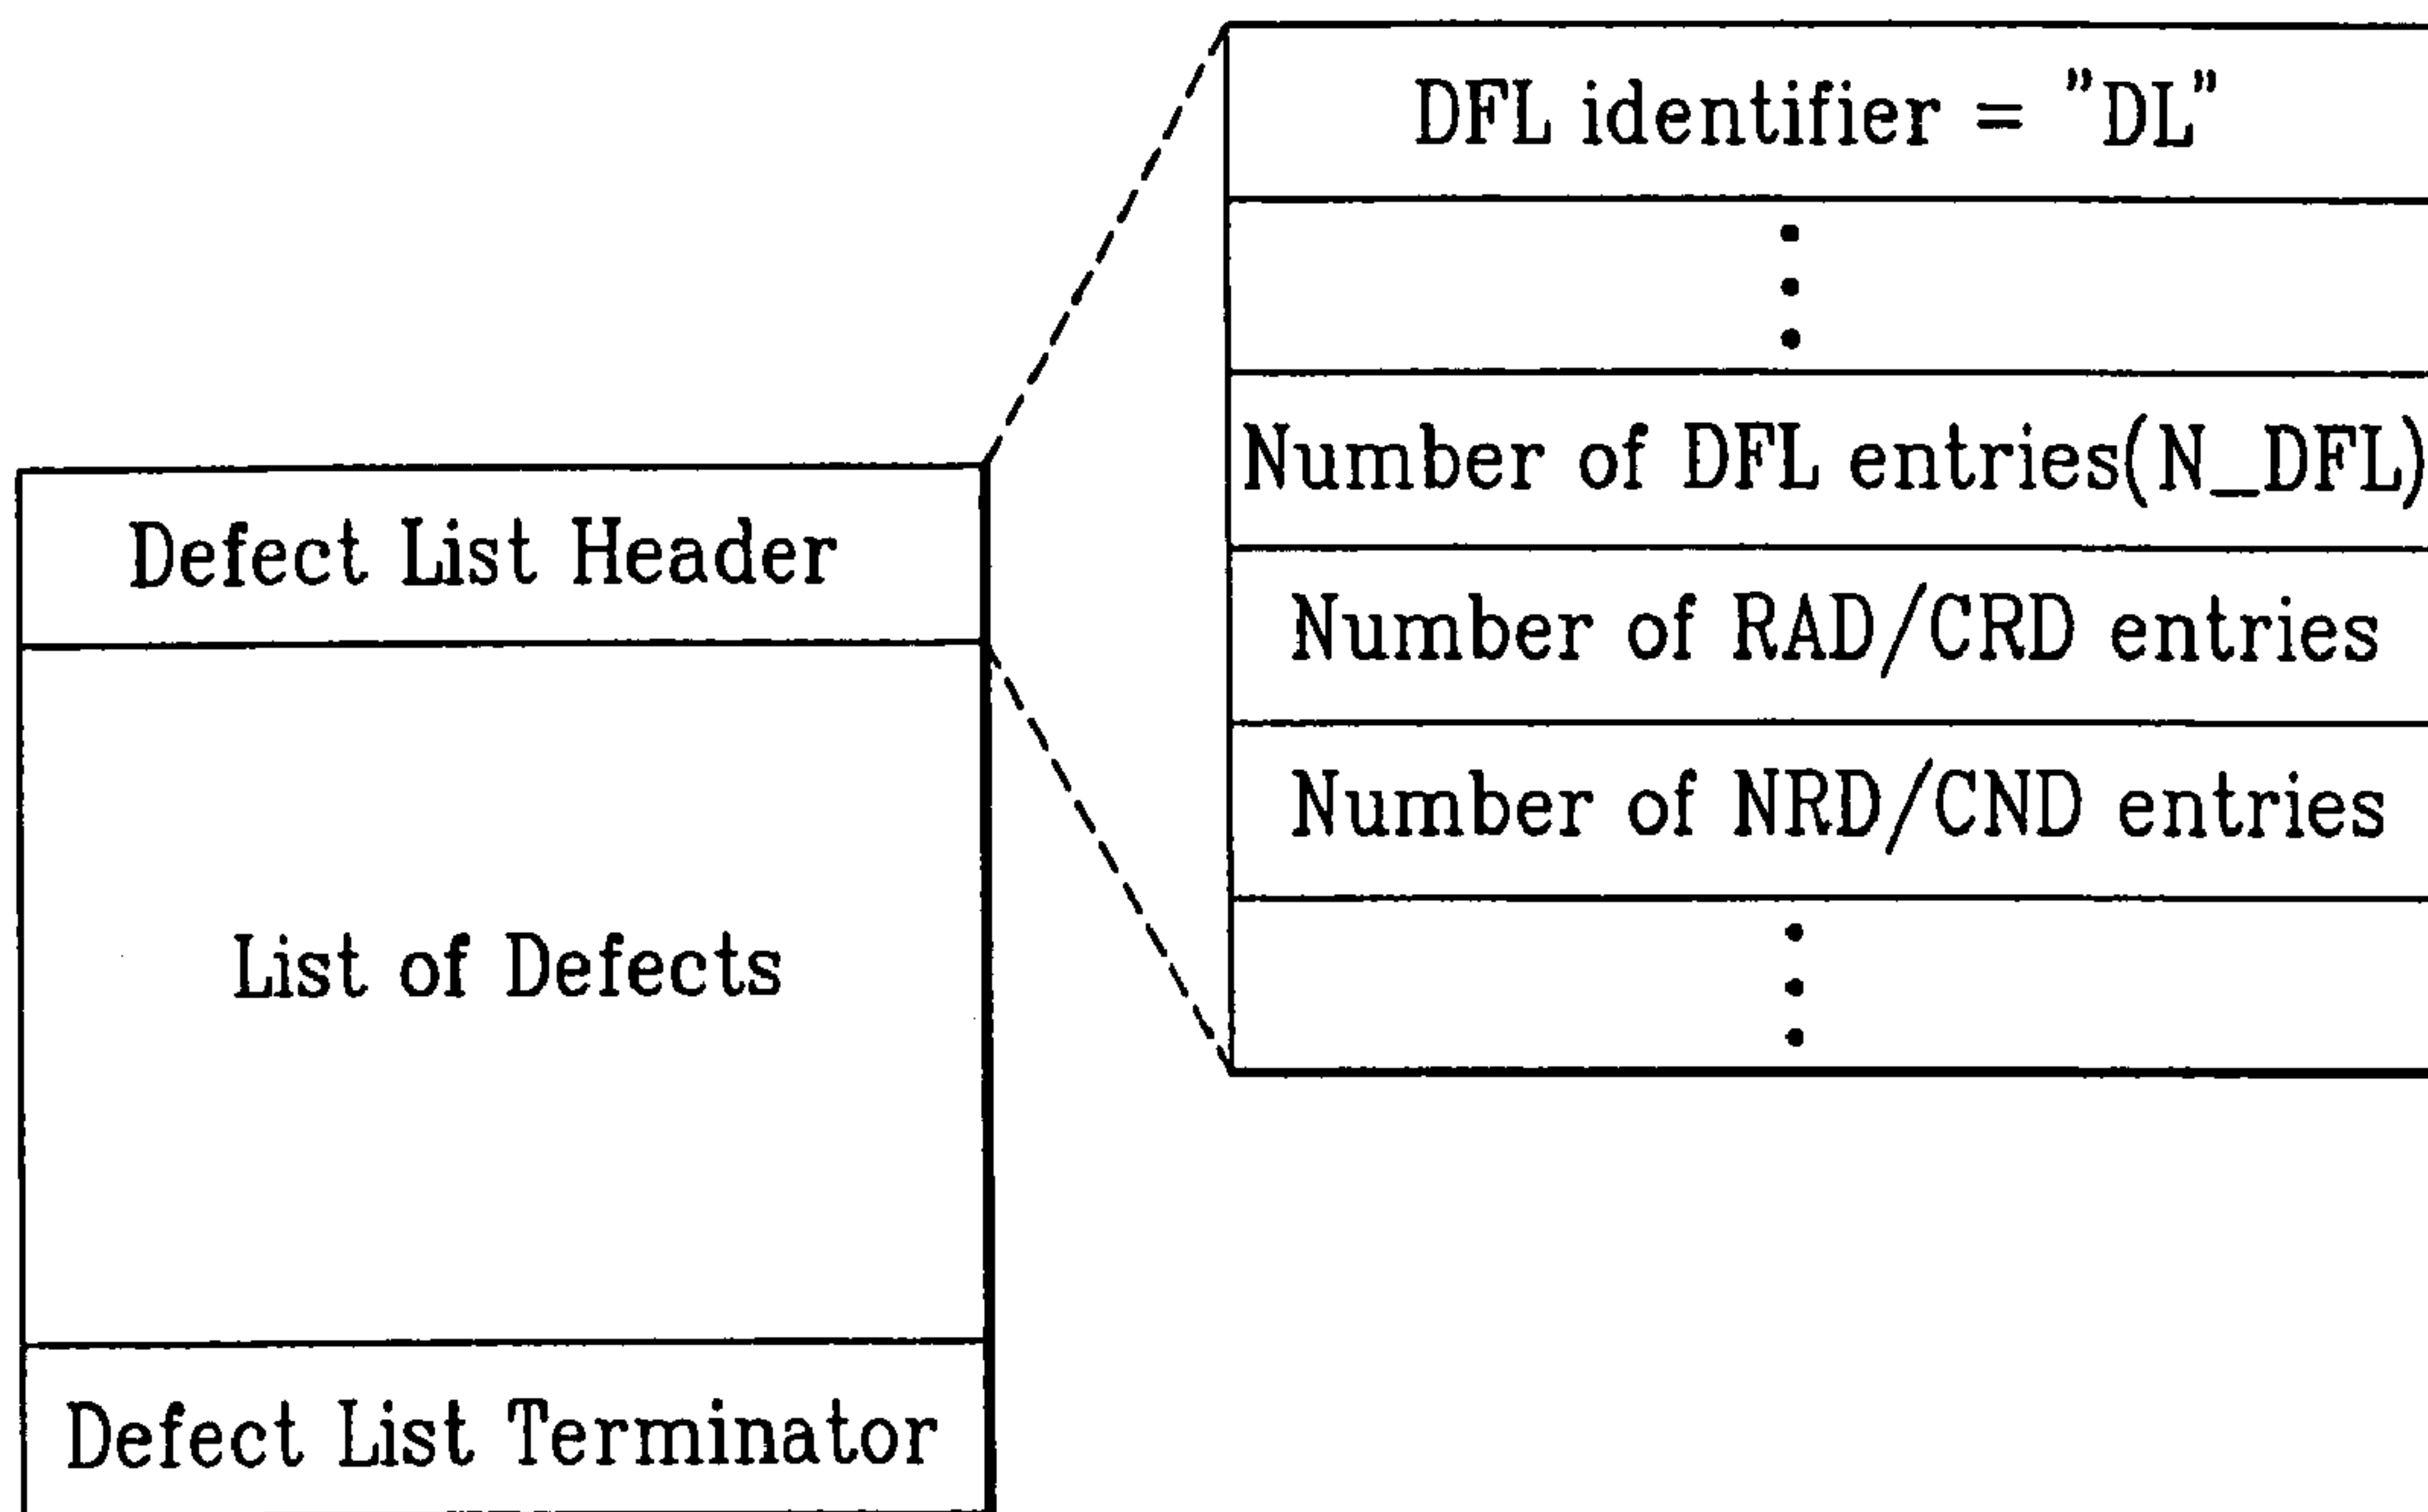 DFL identifier = "DL"
Number of DFL entries(N_DFL)
Number of RAD/CRD entries
Number of NRD/CND entries
Defect List Header
List of Defects
Defect List Terminator